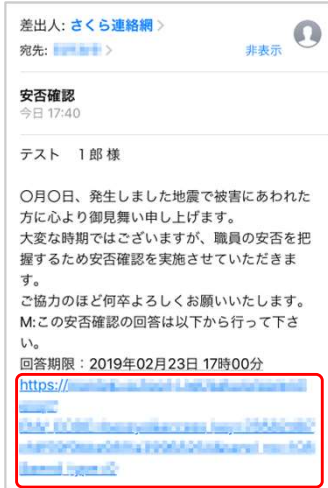 差出人: さくら連絡網
宛先:
非表示
安否確認
今日 17:40
テスト　1郎 様
〇月〇日、発生しました地震で被害にあわれた
方に心より御見舞い申し上げます。
大変な時期ではございますが、職員の安否を把
握するため安否確認を実施させていただきま
す。
ご協力のほど何卒よろしくお願いいたします。
M:この安否確認の回答は以下から行って下さ
い。
回答期限：2019年02月23日 17時00分
https://